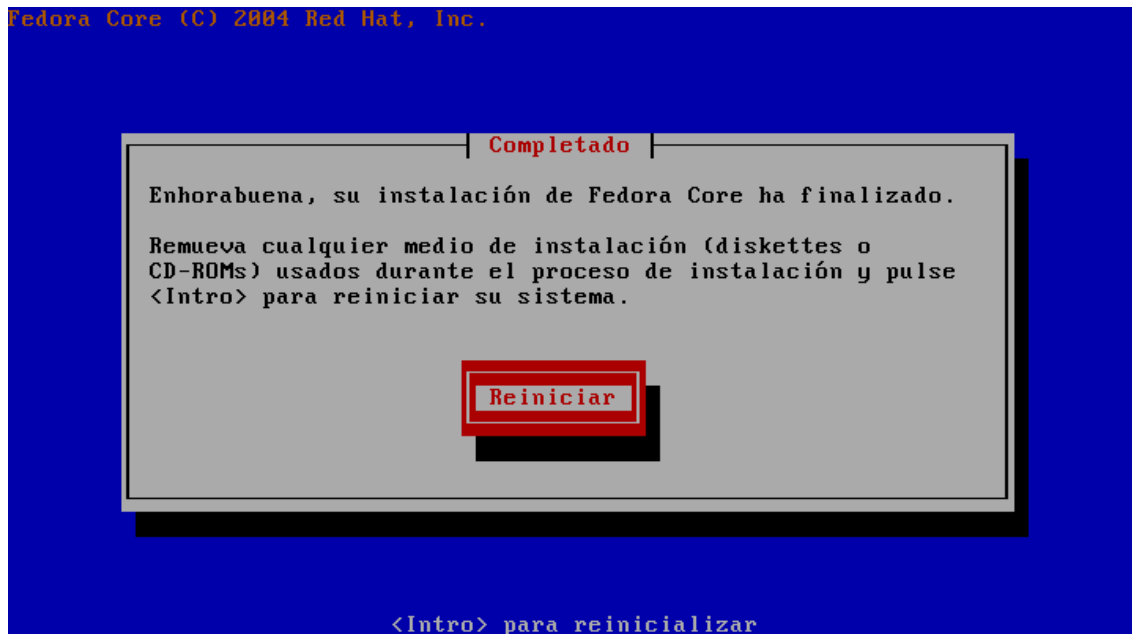 Fedora Core (C) 2004 Red Hat, Inc.
Completado
Enhorabuena, su instalación de Fedora Core ha finalizado.
Remueva cualquier medio de instalación (diskettes o
CD-ROMs) usados durante el proceso de instalación y pulse
<Intro> para reiniciar su sistema.
Reiniciar
<Intro> para reinicializar